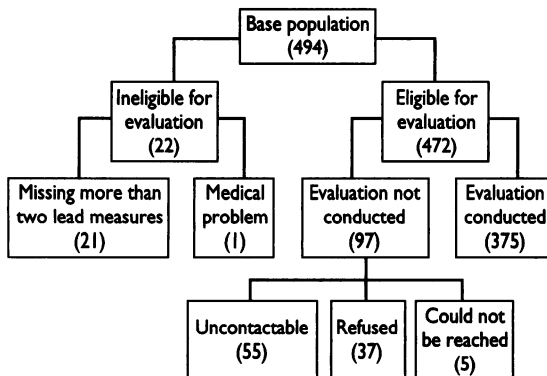 Base population
(494)
Ineligible for
evaluation
(22)
Eligible for
evaluation
(472)
Missing more than
two lead measures
(21)
Medical
problem
(1)
Evaluation not
conducted
(97)
Evaluation
conducted
(375)
Uncontactable
(55)
Refused
(37)
Could not
be reached
(5)